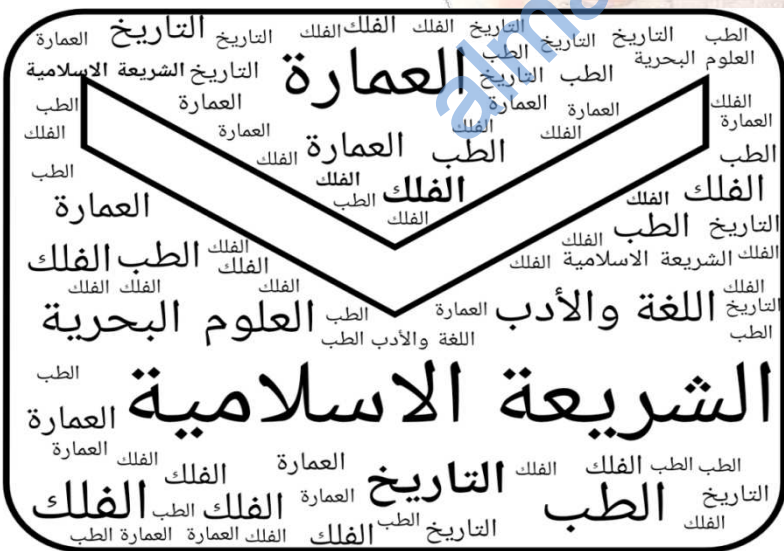 التاريخ الفلك الفلك الفلك التاريخ التاريخ التاريخ الطب
العمارة التاريخ الطب العلوم البحرية
الشريعة الاسلامية التاريخ العمارة التاريخ الطب
الطب العمارة العمارة العمارة الفلك
الفلك العمارة الفلك الفلك العمارة
الفلك العمارة الطب الطب
الطب الفلك الفلك الفلك الفلك
العمارة الطب الفلك الطب التاريخ
الفلك الطب الفلك الفلك الشريعة الاسلامية الفلك
الفلك الفلك الفلك الفلك
العلوم البحرية الطب العمارة اللغة والأدب التاريخ
اللغة والأدب الطب الطب
الشريعة الاسلامية
الطب
العمارة
العمارة الفلك الفلك العمارة التاريخ الفلك الفلك الطب الطب
الفلك الطب الفلك العمارة الطب التاريخ
الطب العمارة العمارة الفلك الفلك الطب التاريخ الفلك